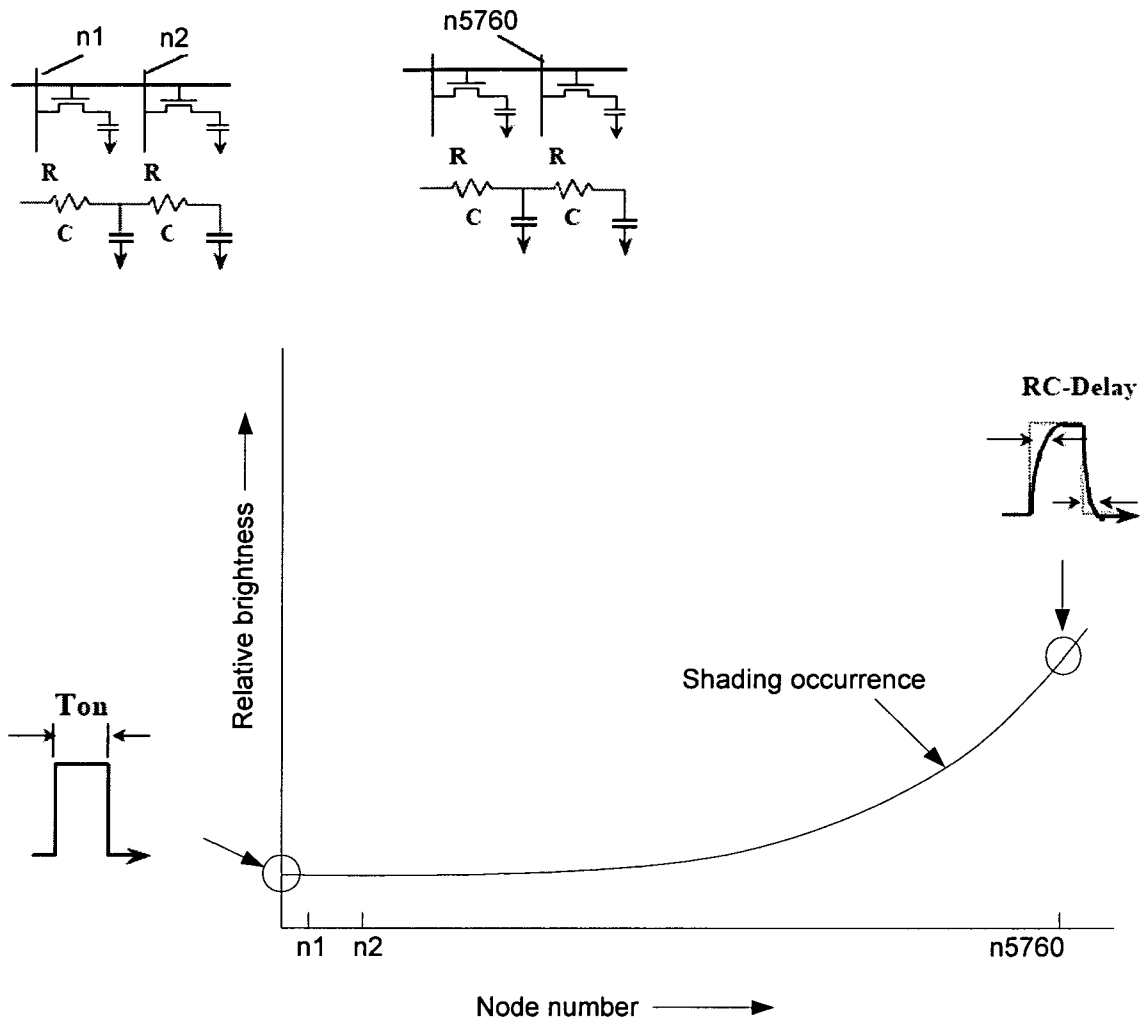 n1 n2 n5760
R R R R
C C C C
RC-Delay
Relative brightness
Shading occurrence
Ton
n1 n2 n5760
Node number